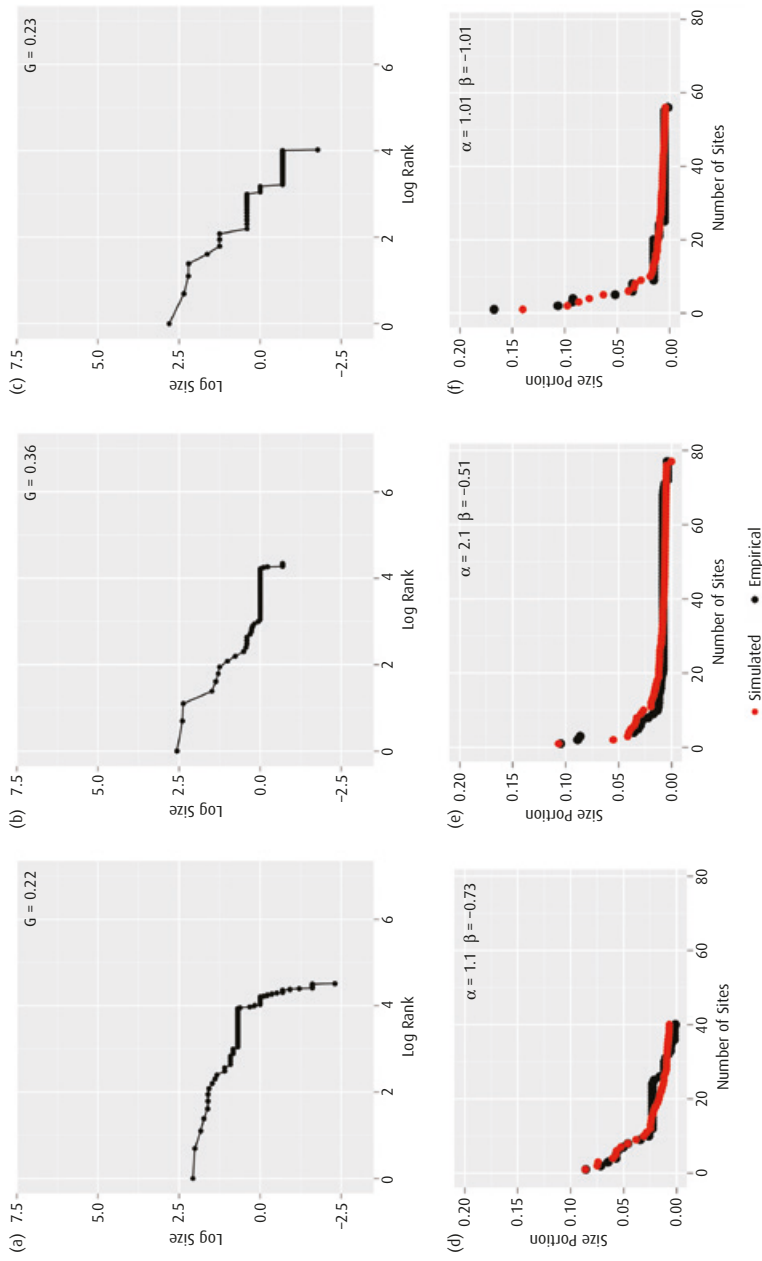 (a)
G = 0.22
7.5
5.0
2.5
0.0
−2.5
Log Size
0
2
4
6
Log Rank
(b)
G = 0.36
7.5
5.0
2.5
0.0
−2.5
Log Size
0
2
4
6
Log Rank
(c)
G = 0.23
7.5
5.0
2.5
0.0
−2.5
Log Size
0
2
4
6
Log Rank
(d)
α = 1.1 β = −0.73
0.20
0.15
0.10
0.05
0.00
Size Portion
0
20
40
60
80
Number of Sites
(e)
α = 2.1 β = −0.51
0.20
0.15
0.10
0.05
0.00
Size Portion
0
20
40
60
80
Number of Sites
(f)
α = 1.01 β = −1.01
0.20
0.15
0.10
0.05
0.00
Size Portion
0
20
40
60
80
Number of Sites
Simulated
Empirical